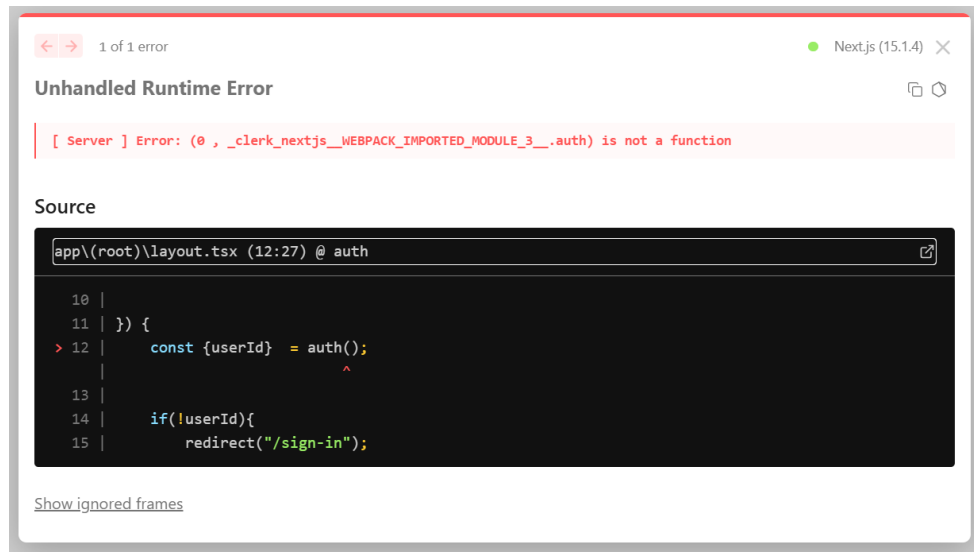 ← → 1 of 1 error
Next.js (15.1.4) ×
Unhandled Runtime Error
[ Server ] Error: (0 , _clerk_nextjs__WEBPACK_IMPORTED_MODULE_3__.auth) is not a function
Source
app\(root)\layout.tsx (12:27) @ auth
10 |
11 | }) {
> 12 |     const {userId}  = auth();
|                            ^
13 |
14 |     if(!userId){
15 |         redirect("/sign-in");
Show ignored frames